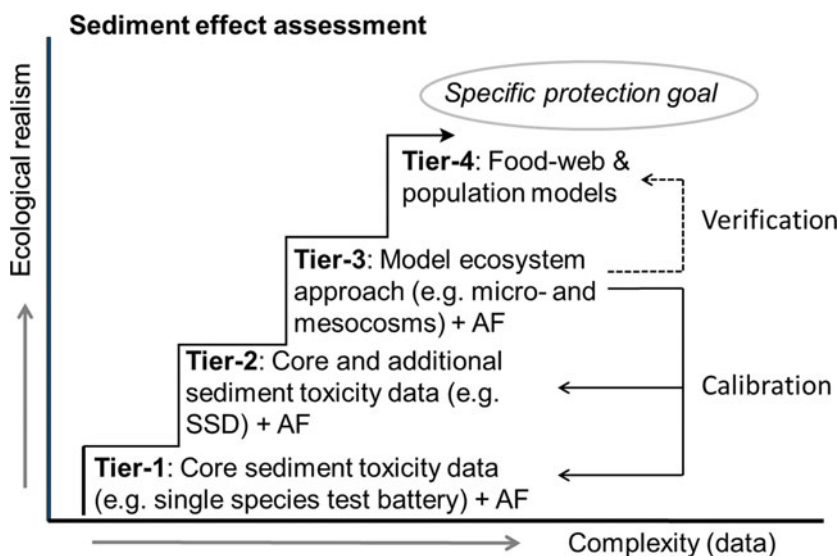 Sediment effect assessment
Ecological realism
Specific protection goal
Tier-4: Food-web &
population models
Verification
Tier-3: Model ecosystem
approach (e.g. micro- and
mesocosms) + AF
Tier-2: Core and additional
sediment toxicity data (e.g.
SSD) + AF
Calibration
Tier-1: Core sediment toxicity data
(e.g. single species test battery) + AF
Complexity (data)